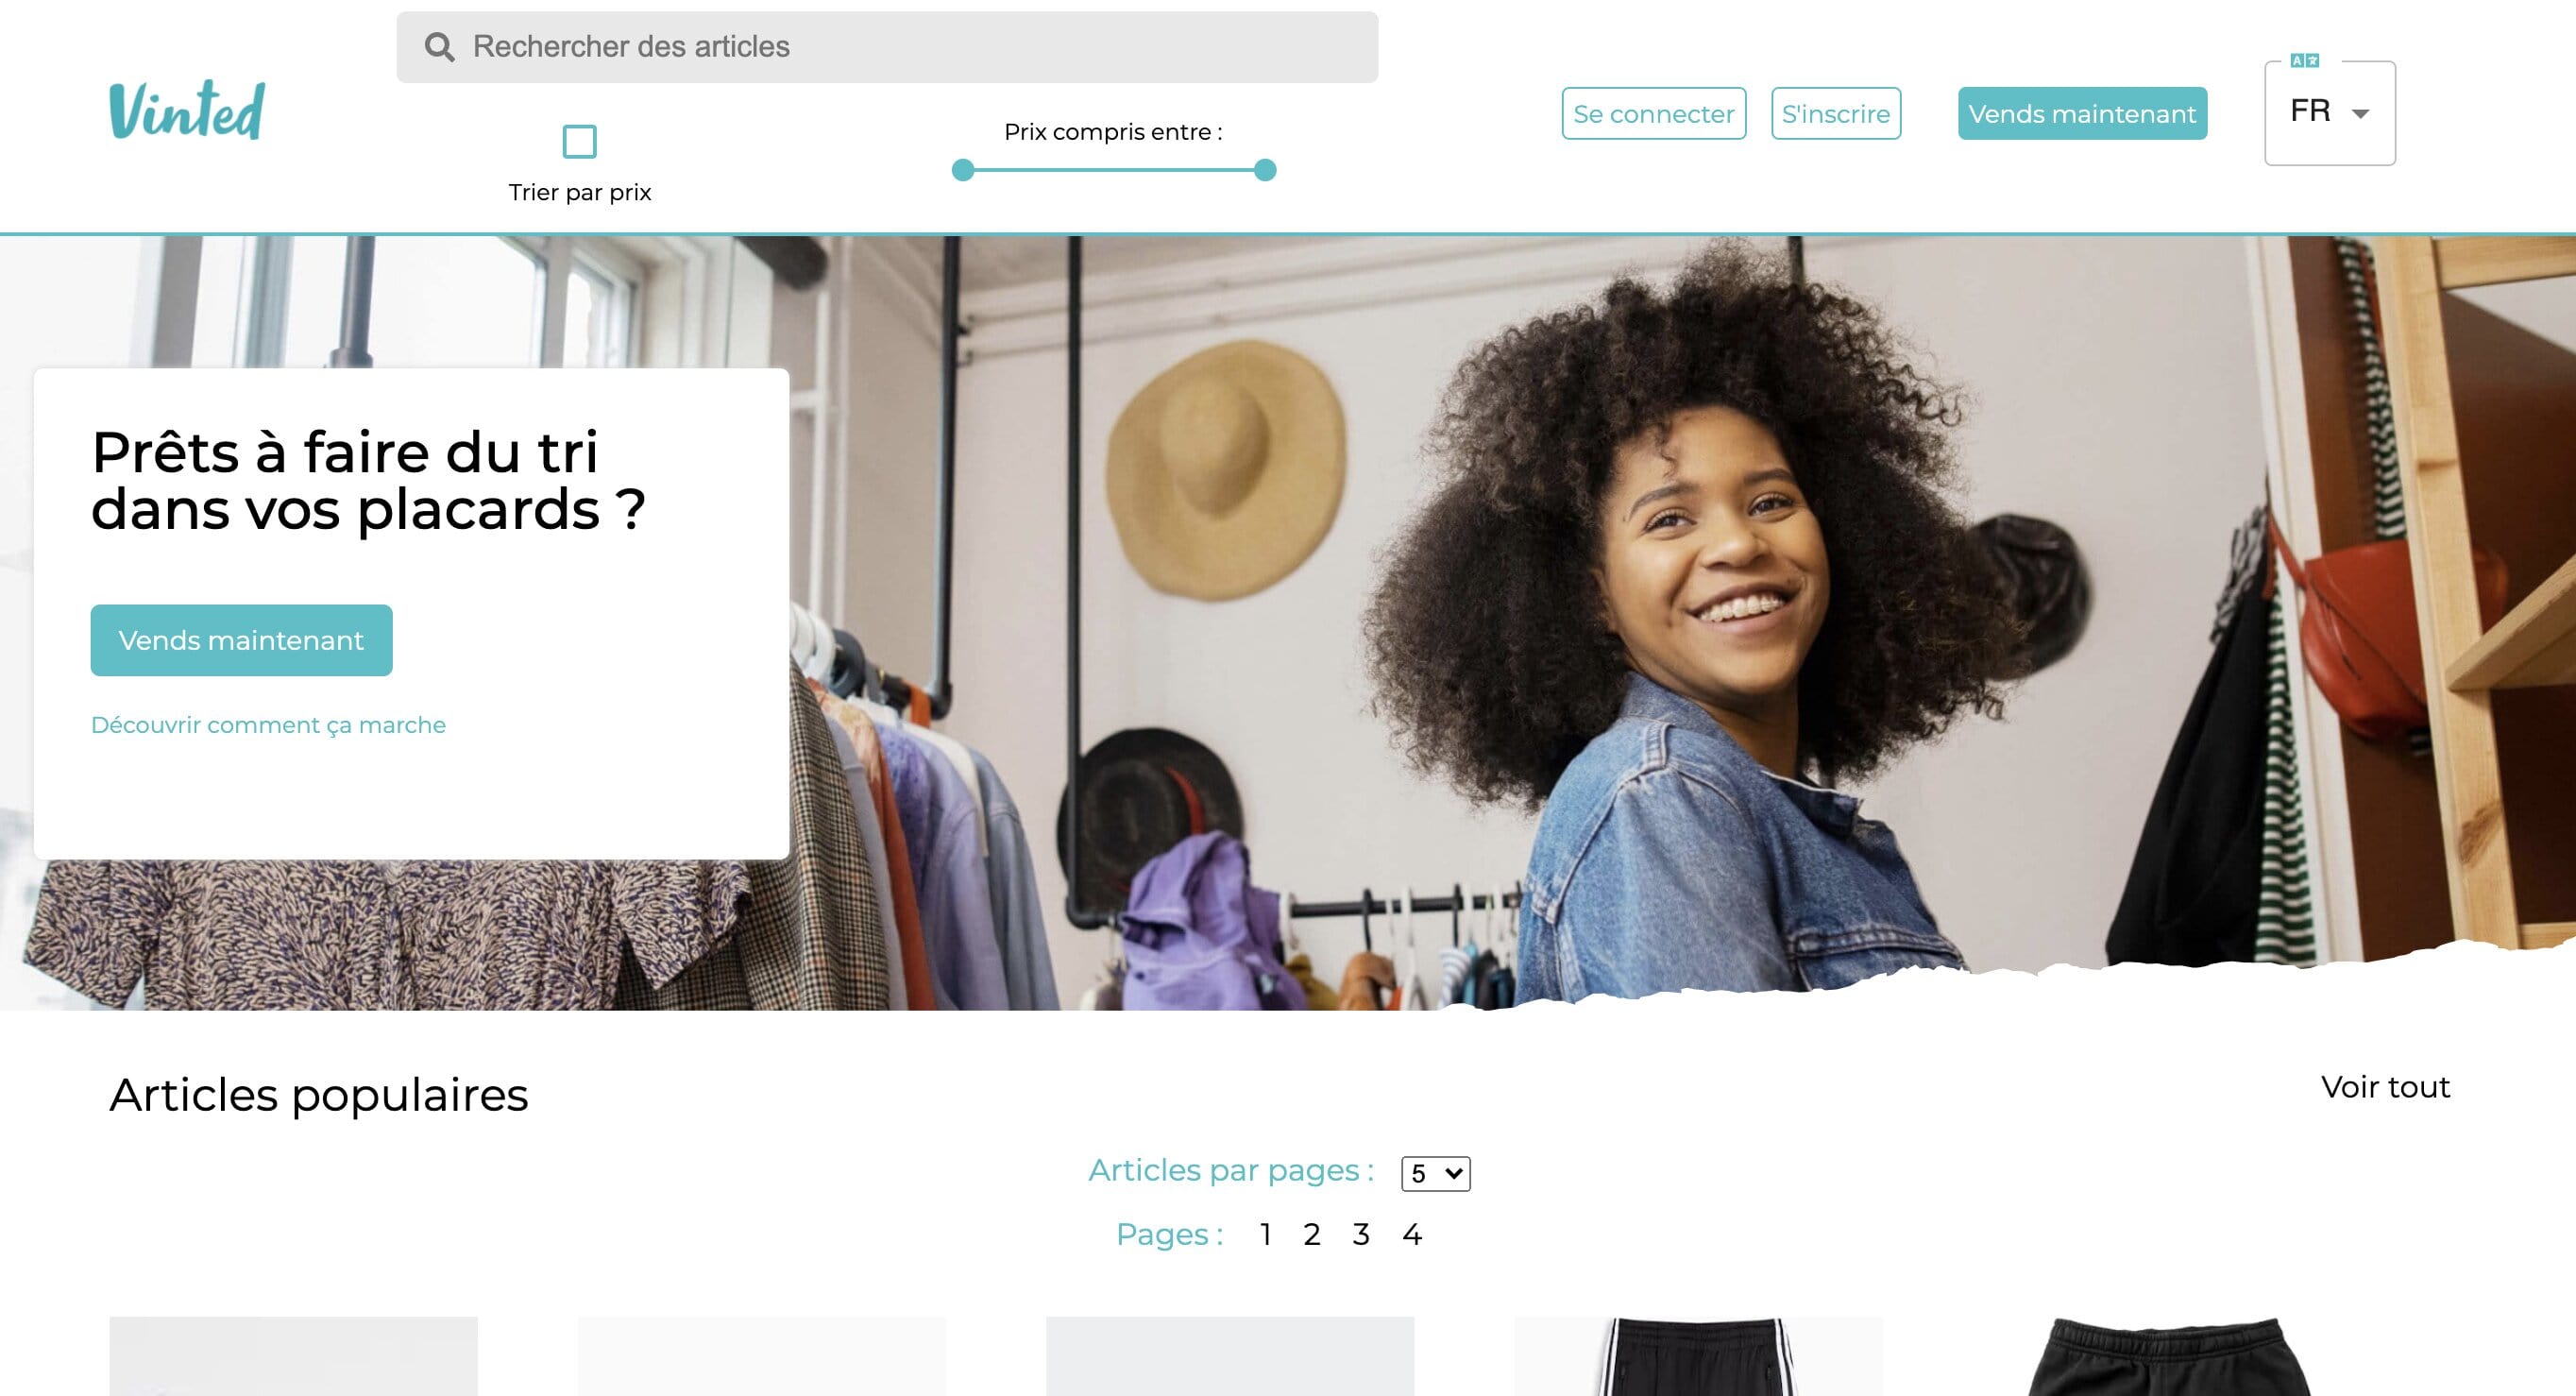 Rechercher des articles
Vinted
Trier par prix
Prix compris entre :
Se connecter
S'inscrire
Vends maintenant
A
FR
Prêts à faire du tri
dans vos placards ?
Vends maintenant
Découvrir comment ça marche
Articles populaires
Voir tout
Articles par pages : 5
Pages : 1 2 3 4